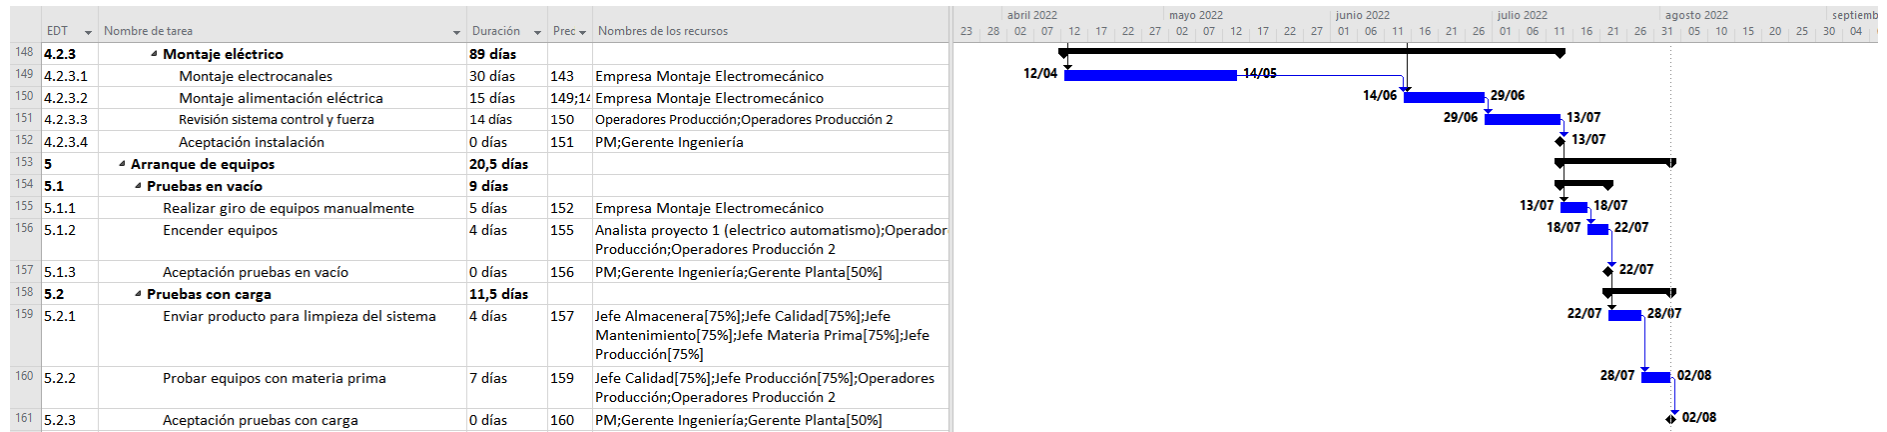 abril 2022 mayo 2022 junio 2022 julio 2022 agosto 2022 septiemb
EDT Nombre de tarea Duración Prec Nombres de los recursos 23 28 02 07 12 17 22 27 02 07 12 17 22 27 01 06 11 16 21 26 01 06 11 16 21 26 31 05 10 15 20 25 30 04
148 4.2.3 Montaje eléctrico 89 días
149 4.2.3.1 Montaje electrocanales 30 días 143 Empresa Montaje Electromecánico 12/04 14/05
150 4.2.3.2 Montaje alimentación eléctrica 15 días 149;14 Empresa Montaje Electromecánico 14/06 29/06
151 4.2.3.3 Revisión sistema control y fuerza 14 días 150 Operadores Producción;Operadores Producción 2 29/06 13/07
152 4.2.3.4 Aceptación instalación 0 días 151 PM;Gerente Ingeniería 13/07
153 5 Arranque de equipos 20,5 días
154 5.1 Pruebas en vacío 9 días
155 5.1.1 Realizar giro de equipos manualmente 5 días 152 Empresa Montaje Electromecánico 13/07 18/07
156 5.1.2 Encender equipos 4 días 155 Analista proyecto 1 (electrico automatismo);Operador 18/07 22/07
Producción;Operadores Producción 2
157 5.1.3 Aceptación pruebas en vacío 0 días 156 PM;Gerente Ingeniería;Gerente Planta[50%] 22/07
158 5.2 Pruebas con carga 11,5 días
159 5.2.1 Enviar producto para limpieza del sistema 4 días 157 Jefe Almacenera[75%];Jefe Calidad[75%];Jefe 22/07 28/07
Mantenimiento[75%];Jefe Materia Prima[75%];Jefe
Producción[75%]
160 5.2.2 Probar equipos con materia prima 7 días 159 Jefe Calidad[75%];Jefe Producción[75%];Operadores 28/07 02/08
Producción;Operadores Producción 2
161 5.2.3 Aceptación pruebas con carga 0 días 160 PM;Gerente Ingeniería;Gerente Planta[50%] 02/08